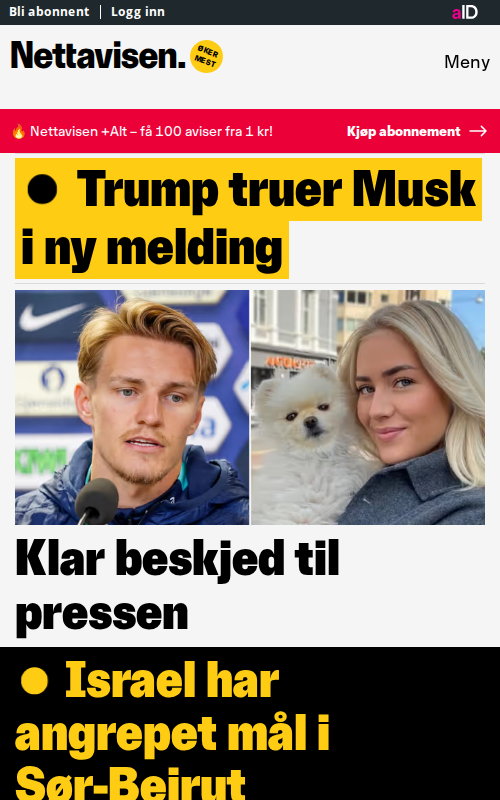 Bli abonnent | Logg inn
aID
Nettavisen.
ØKER
MEST
Meny
Nettavisen +Alt – få 100 aviser fra 1 kr!
Kjøp abonnement
Trump truer Musk
i ny melding
Klar beskjed til
pressen
Israel har
angrepet mål i
Sør-Beirut